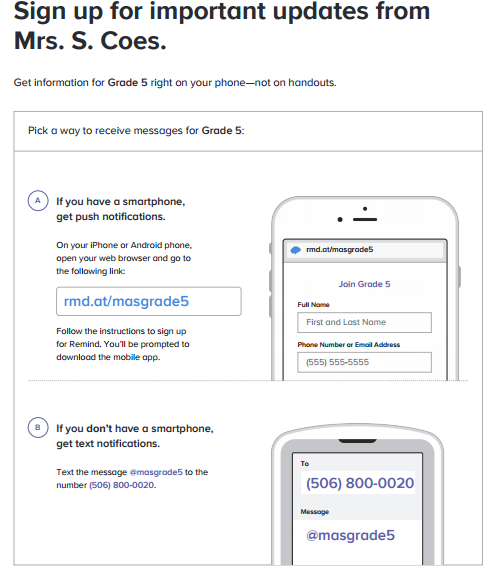 Sign up for important updates from
Mrs. S. Coes.
Get information for Grade 5 right on your phone—not on handouts.
Pick a way to receive messages for Grade 5:
A
If you have a smartphone,
get push notifications.
On your iPhone or Android phone,
open your web browser and go to
the following link:
rmd.at/masgrade5
Follow the instructions to sign up
for Remind. You'll be prompted to
download the mobile app.
rmd.at/masgrade5
Join Grade 5
Full Name
First and Last Name
Phone Number or Email Address
(555) 555-5555
B
If you don't have a smartphone,
get text notifications.
Text the message @masgrade5 to the
number (506) 800-0020.
To
(506) 800-0020
Message
@masgrade5